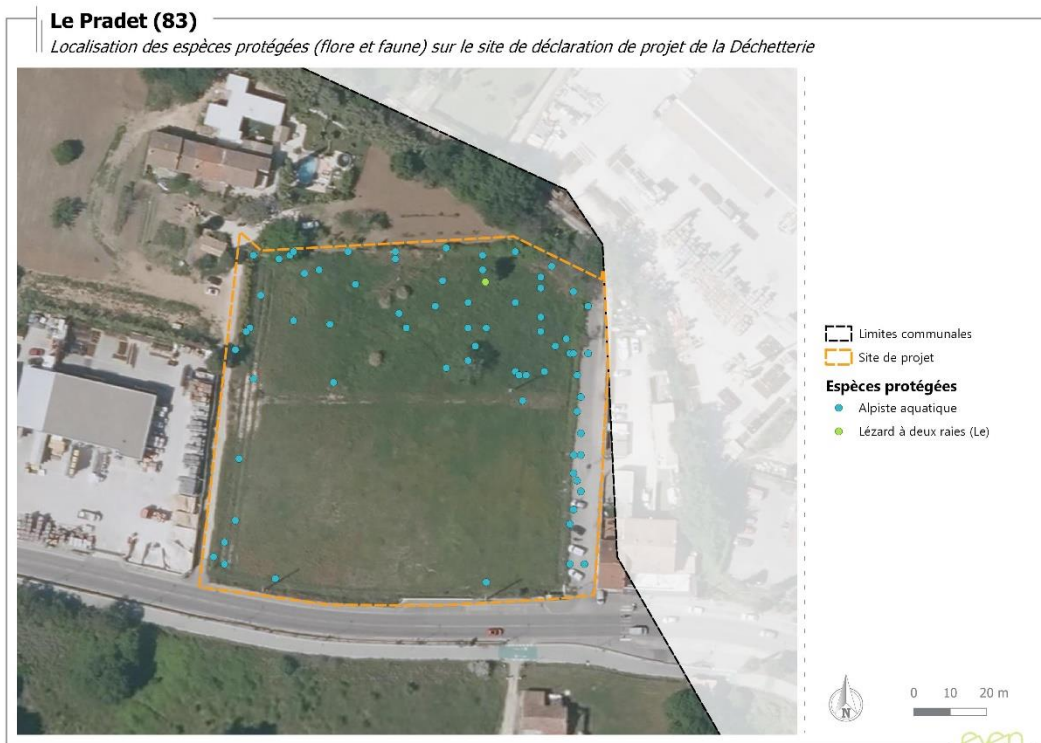 Le Pradet (83)
Localisation des espèces protégées (flore et faune) sur le site de déclaration de projet de la Déchetterie
Limites communales
Site de projet
Espèces protégées
Alpiste aquatique
Lézard à deux raies (Le)
N
0 10 20 m
even